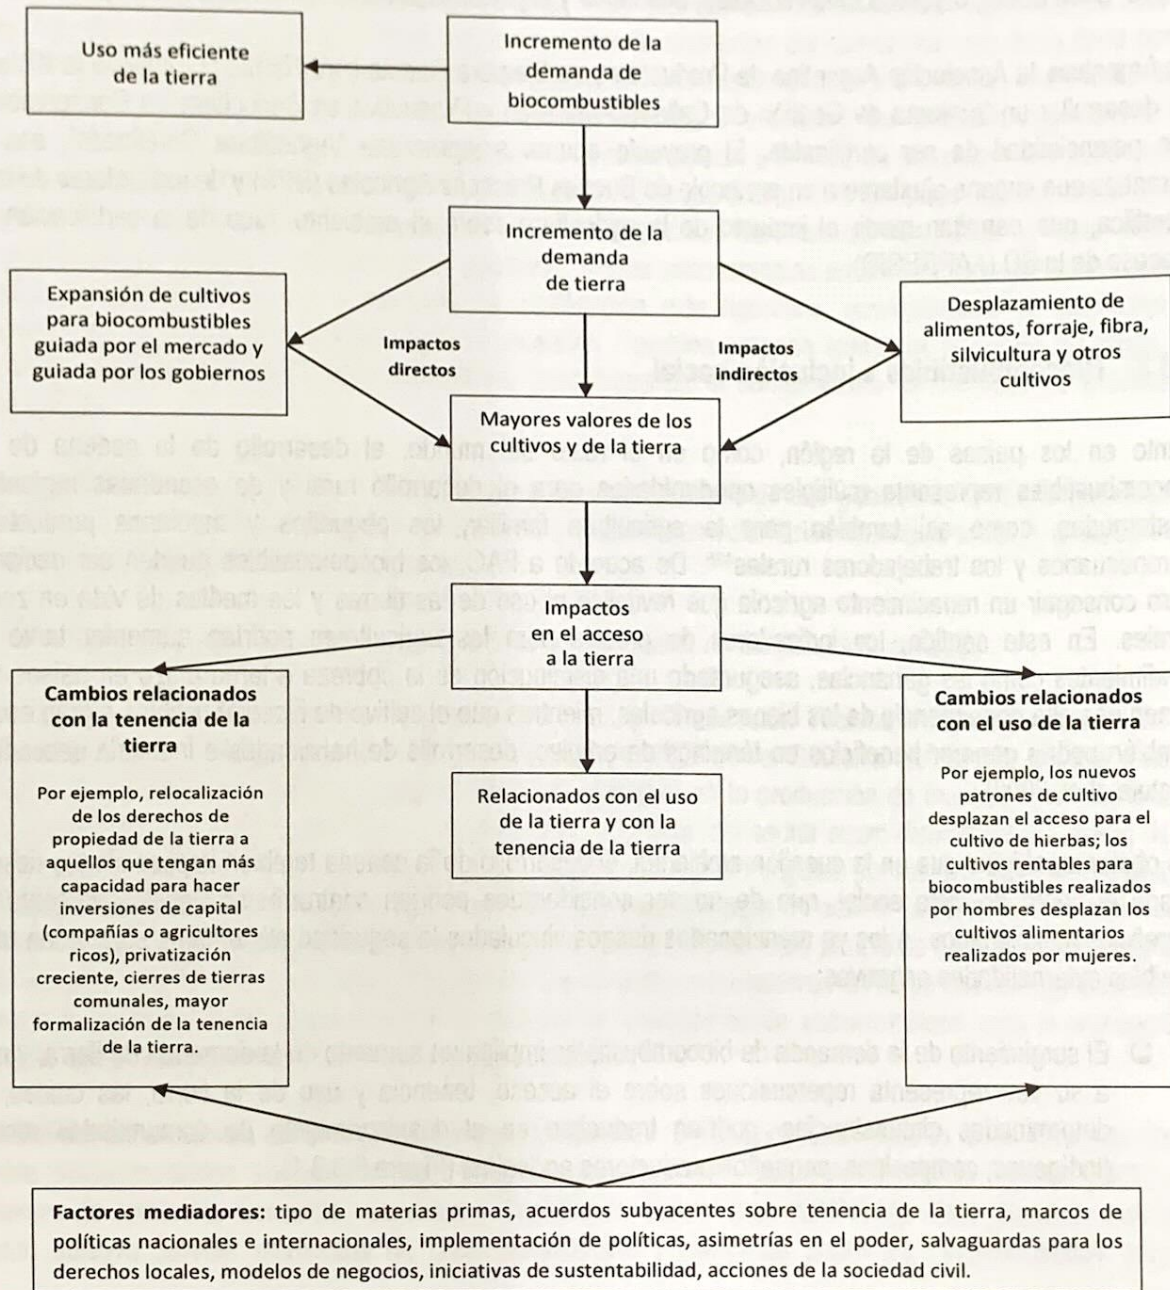 Uso más eficiente
de la tierra
Incremento de la
demanda de
biocombustibles
Incremento de la
demanda
de tierra
Expansión de cultivos
para biocombustibles
guiada por el mercado y
guiada por los gobiernos
Impactos
directos
Impactos
indirectos
Desplazamiento de
alimentos, forraje, fibra,
silvicultura y otros
cultivos
Mayores valores de los
cultivos y de la tierra
Impactos
en el acceso
a la tierra
Cambios relacionados
con la tenencia de la
tierra
Por ejemplo, relocalización
de los derechos de
propiedad de la tierra a
aquellos que tengan más
capacidad para hacer
inversiones de capital
(compañías o agricultores
ricos), privatización
creciente, cierres de tierras
comunales, mayor
formalización de la tenencia
de la tierra.
Relacionados con el uso
de la tierra y con la
tenencia de la tierra
Cambios relacionados
con el uso de la tierra
Por ejemplo, los nuevos
patrones de cultivo
desplazan el acceso para el
cultivo de hierbas; los
cultivos rentables para
biocombustibles realizados
por hombres desplazan los
cultivos alimentarios
realizados por mujeres.
Factores mediadores: tipo de materias primas, acuerdos subyacentes sobre tenencia de la tierra, marcos de
políticas nacionales e internacionales, implementación de políticas, asimetrías en el poder, salvaguardas para los
derechos locales, modelos de negocios, iniciativas de sustentabilidad, acciones de la sociedad civil.